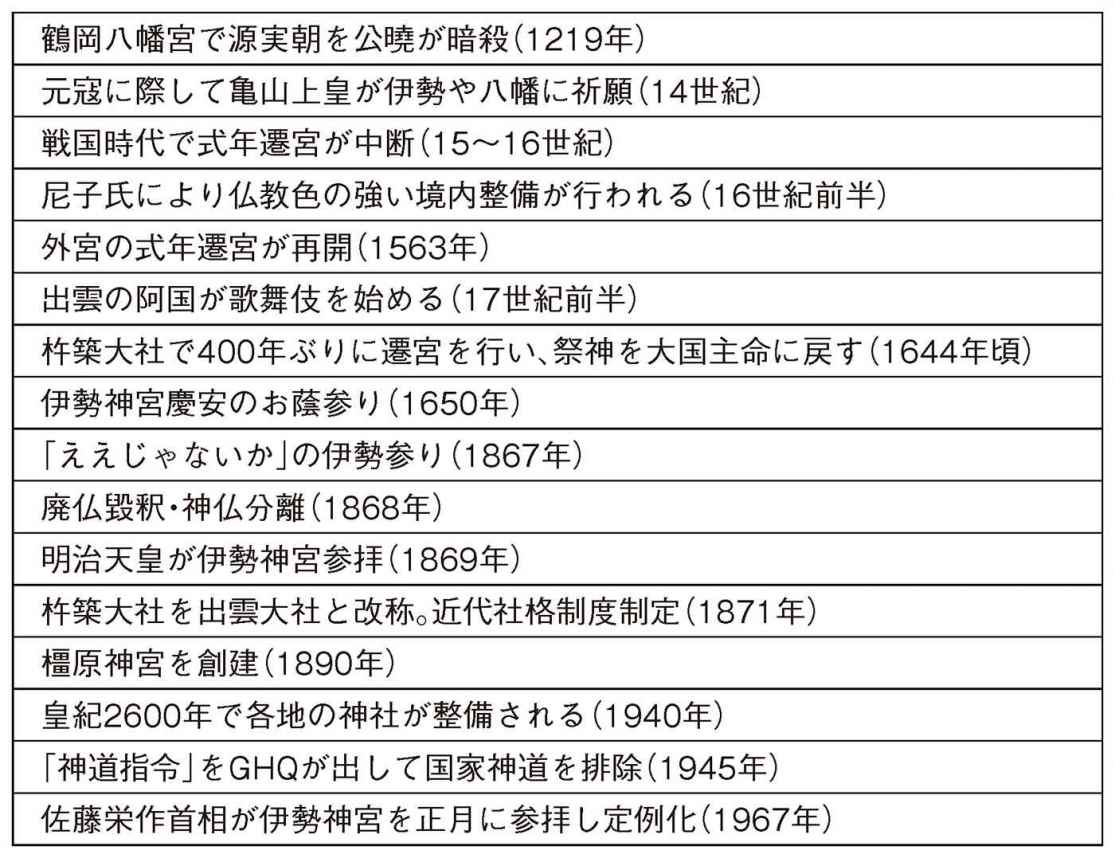 鶴岡八幡宮で源実朝を公曉が暗殺(1219年)
元寇に際して亀山上皇が伊勢や八幡に祈願(14世紀)
戦国時代で式年遷宮が中断(15〜16世紀)
尼子氏により仏教色の強い境内整備が行われる(16世紀前半)
外宮の式年遷宮が再開(1563年)
出雲の阿国が歌舞伎を始める(17世紀前半)
杵築大社で400年ぶりに遷宮を行い、祭神を大国主命に戻す(1644年頃)
伊勢神宮慶安のお蔭参り(1650年)
「ええじゃないか」の伊勢参り(1867年)
廃仏毀釈・神仏分離(1868年)
明治天皇が伊勢神宮参拝(1869年)
杵築大社を出雲大社と改称。近代社格制度制定(1871年)
橿原神宮を創建(1890年)
皇紀2600年で各地の神社が整備される(1940年)
「神道指令」をGHQが出して国家神道を排除(1945年)
佐藤栄作首相が伊勢神宮を正月に参拝し定例化(1967年)